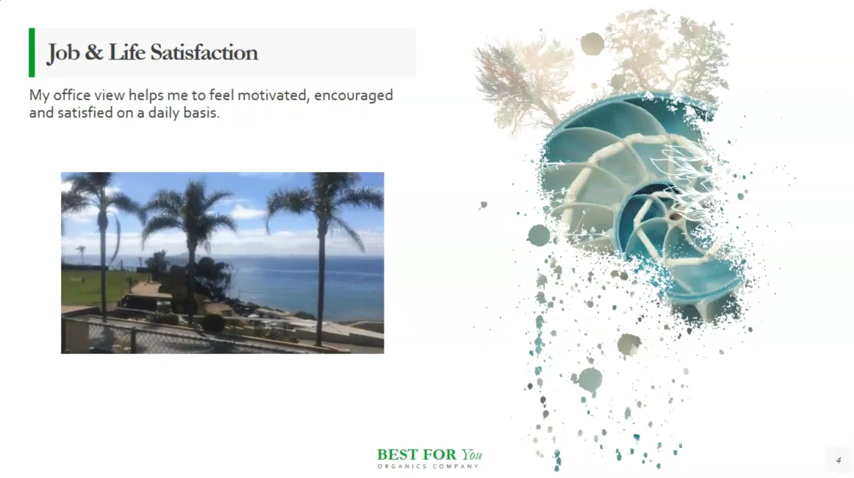 Job & Life Satisfaction
My office view helps me to feel motivated, encouraged
and satisfied on a daily basis.
BEST FOR You
ORGANICS COMPANY
4